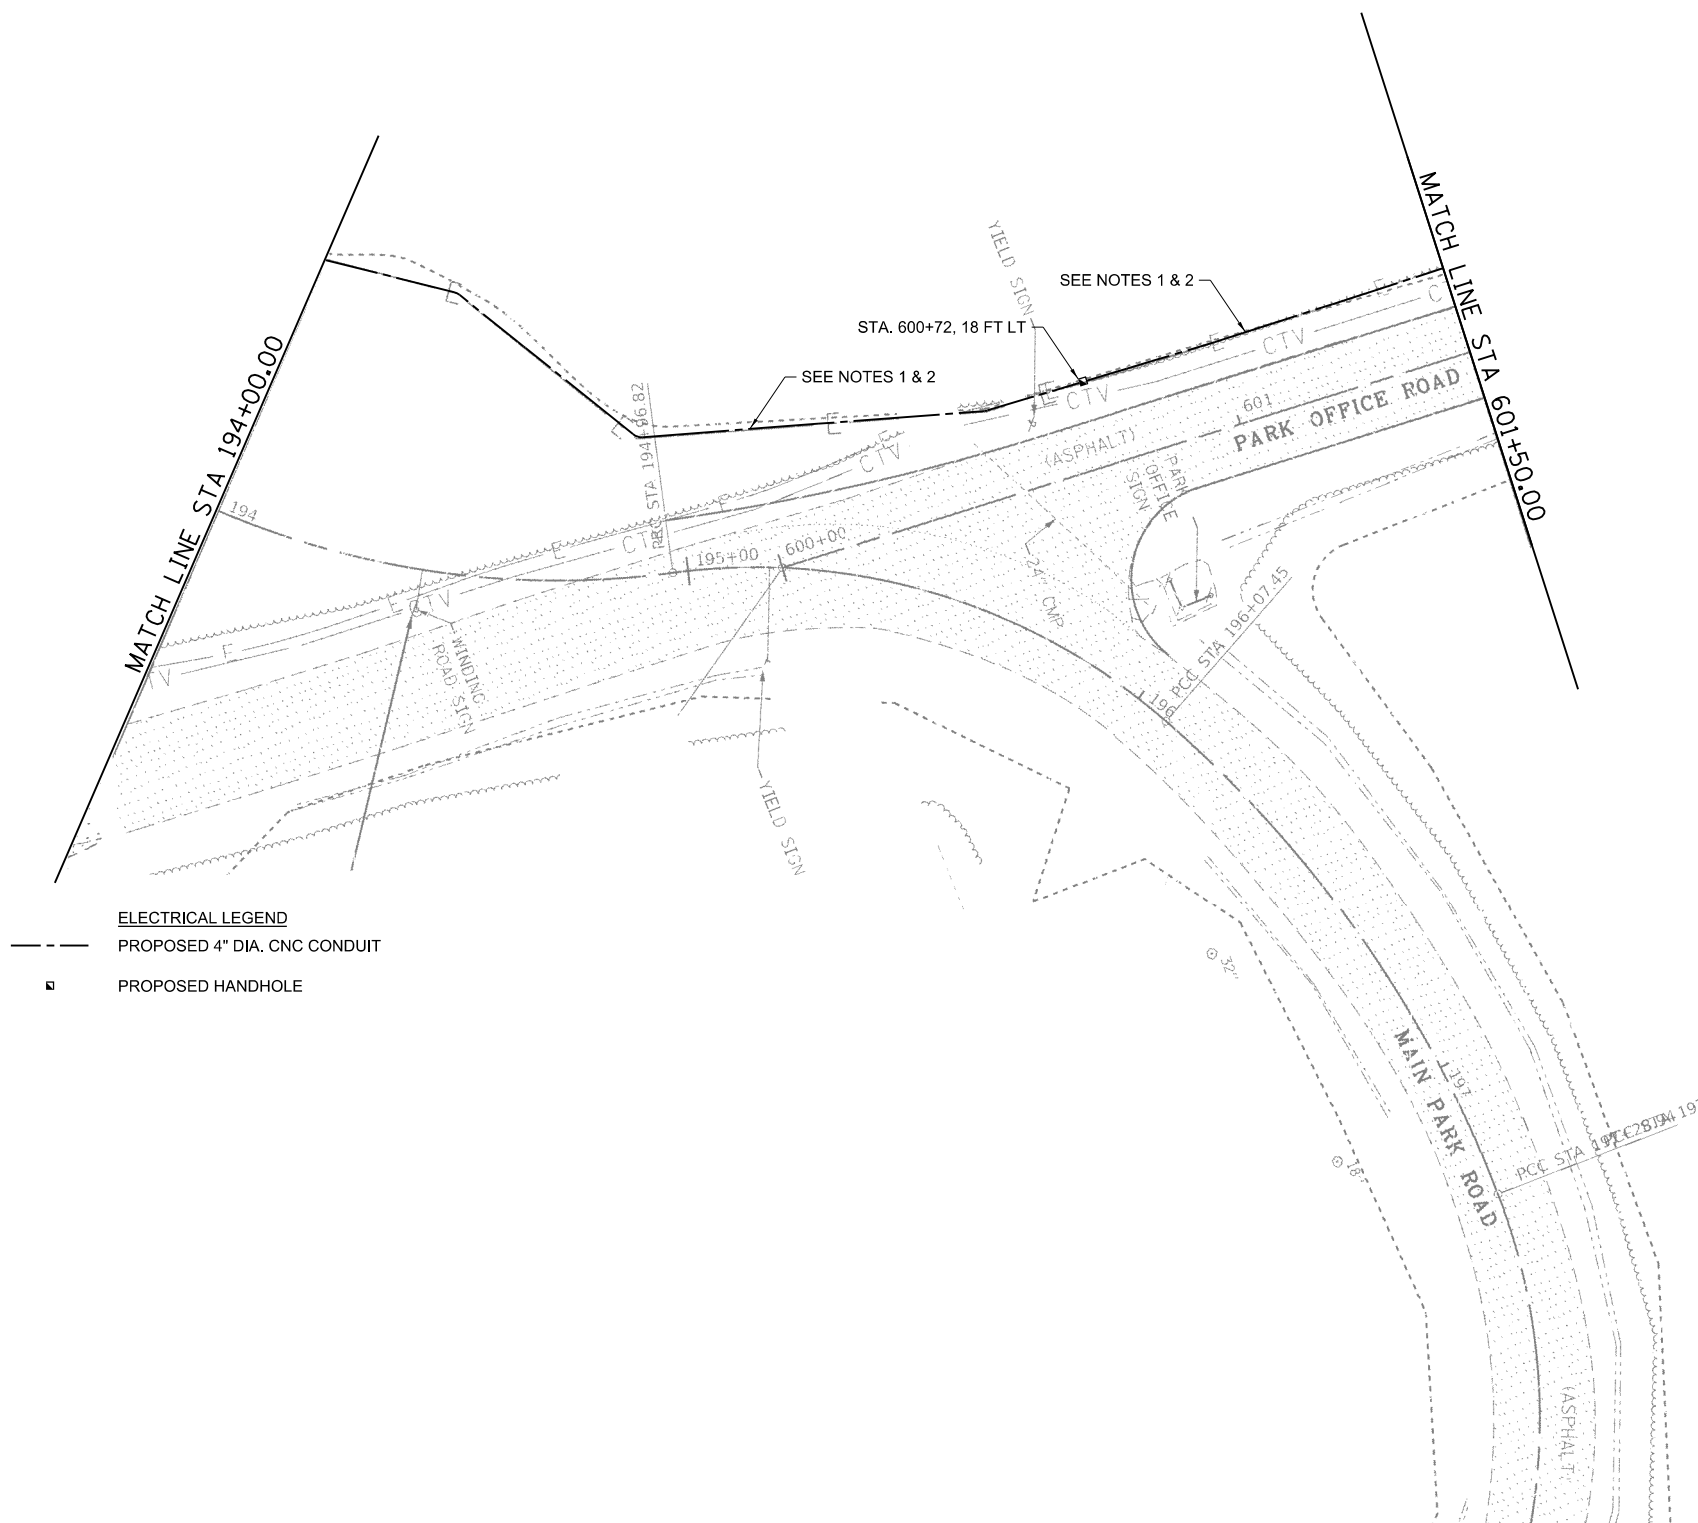 MATCH LINE STA 194+00.00
MATCH LINE STA 601+50.00
YIELD SIGN
SEE NOTES 1 & 2
STA. 600+72, 18 FT LT
SEE NOTES 1 & 2
E
E
E
E
E
CTV
CTV
CTV
601
PARK OFFICE ROAD
(ASPHALT)
PARK
OFFICE
SIGN
194
195+00
600+00
E
E
E
E
CTV
24" CMP
WINDING
ROAD SIGN
196
PCC STA 196+07.45
YIELD SIGN
ELECTRICAL LEGEND
PROPOSED 4" DIA. CNC CONDUIT
PROPOSED HANDHOLE
32"
18"
197
MAIN PARK ROAD
PCC STA
(ASPHALT)